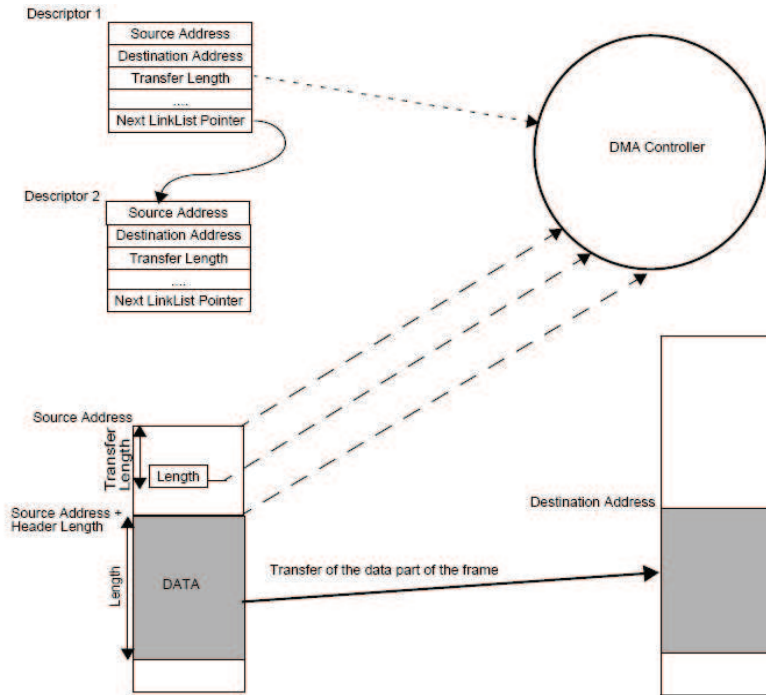 Descriptor 1
Source Address
Destination Address
Transfer Length
....
Next LinkList Pointer
DMA Controller
Descriptor 2
Source Address
Destination Address
Transfer Length
....
Next LinkList Pointer
Source Address
Transfer
Length
Length
Source Address +
Header Length
Destination Address
Length
DATA
Transfer of the data part of the frame